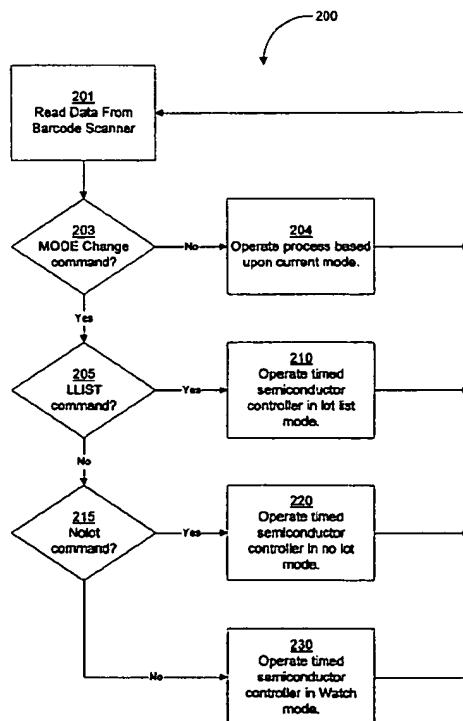 200
201
Read Data From
Barcode Scanner
203
MODE Change
command?
No
204
Operate process based
upon current mode.
Yes
205
LLIST
command?
Yes
210
Operate timed
semiconductor
controller in lot list
mode.
No
215
Nolot
command?
Yes
220
Operate timed
semiconductor
controller in no lot
mode.
No
230
Operate timed
semiconductor
controller in Watch
mode.